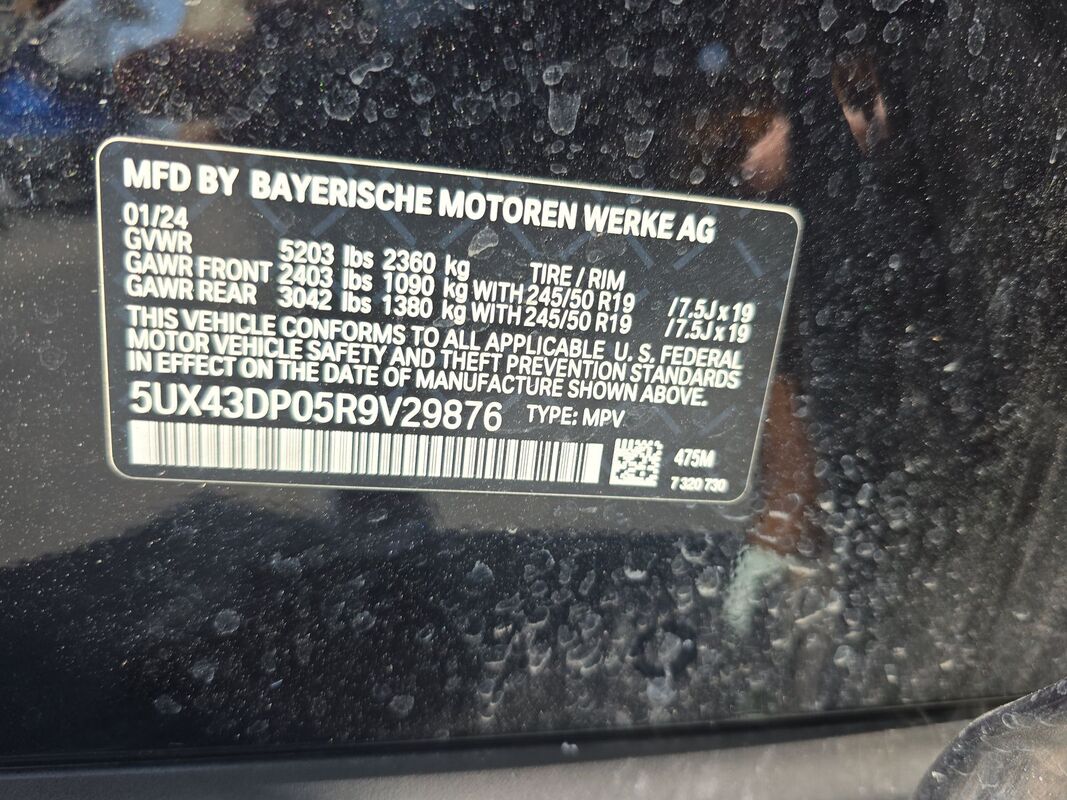 MFD BY BAYERISCHE MOTOREN WERKE AG
01/24
GVWR 5203 lbs 2360 kg TIRE / RIM
GAWR FRONT 2403 lbs 1090 kg WITH 245/50 R19 /7.5J x 19
GAWR REAR 3042 lbs 1380 kg WITH 245/50 R19 /7.5J x 19
THIS VEHICLE CONFORMS TO ALL APPLICABLE U. S. FEDERAL
MOTOR VEHICLE SAFETY AND THEFT PREVENTION STANDARDS
IN EFFECT ON THE DATE OF MANUFACTURE SHOWN ABOVE.
5UX43DP05R9V29876 TYPE: MPV
475M
7 320 730